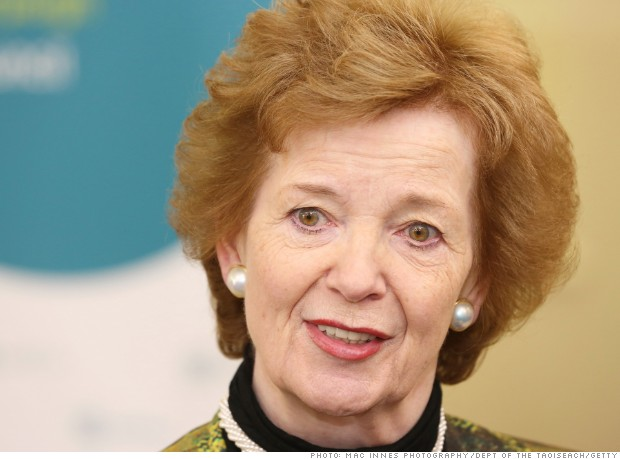 PHOTO: MAC INNES PHOTOGRAPHY/DEPT OF THE TAOISEACH/GETTY